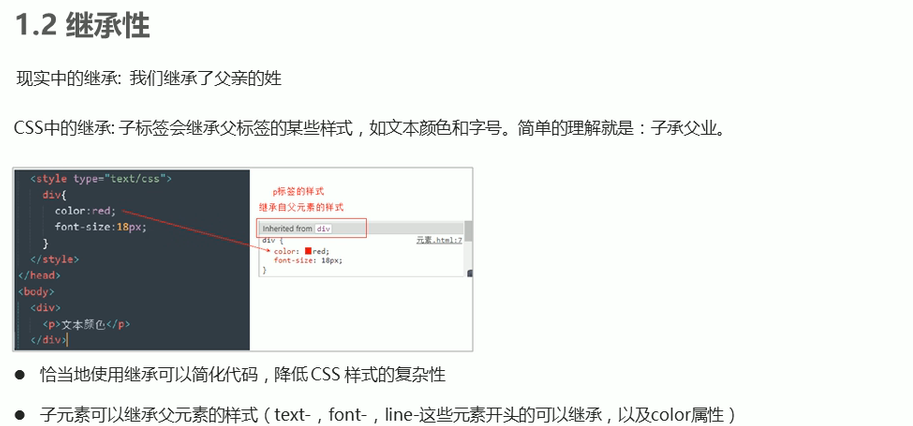 1.2 继承性
现实中的继承: 我们继承了父亲的姓
CSS中的继承: 子标签会继承父标签的某些样式，如文本颜色和字号。简单的理解就是：子承父业。
<style type="text/css">
div{
color:red;
font-size:18px;
}
</style>
</head>
<body>
<div>
<p>文本颜色</p>
</div>
p标签的样式
继承自父元素的样式
Inherited from div
div {
元素.html:7
color: red;
font-size: 18px;
}
● 恰当地使用继承可以简化代码，降低 CSS 样式的复杂性
● 子元素可以继承父元素的样式（text-，font-，line-这些元素开头的可以继承，以及color属性）